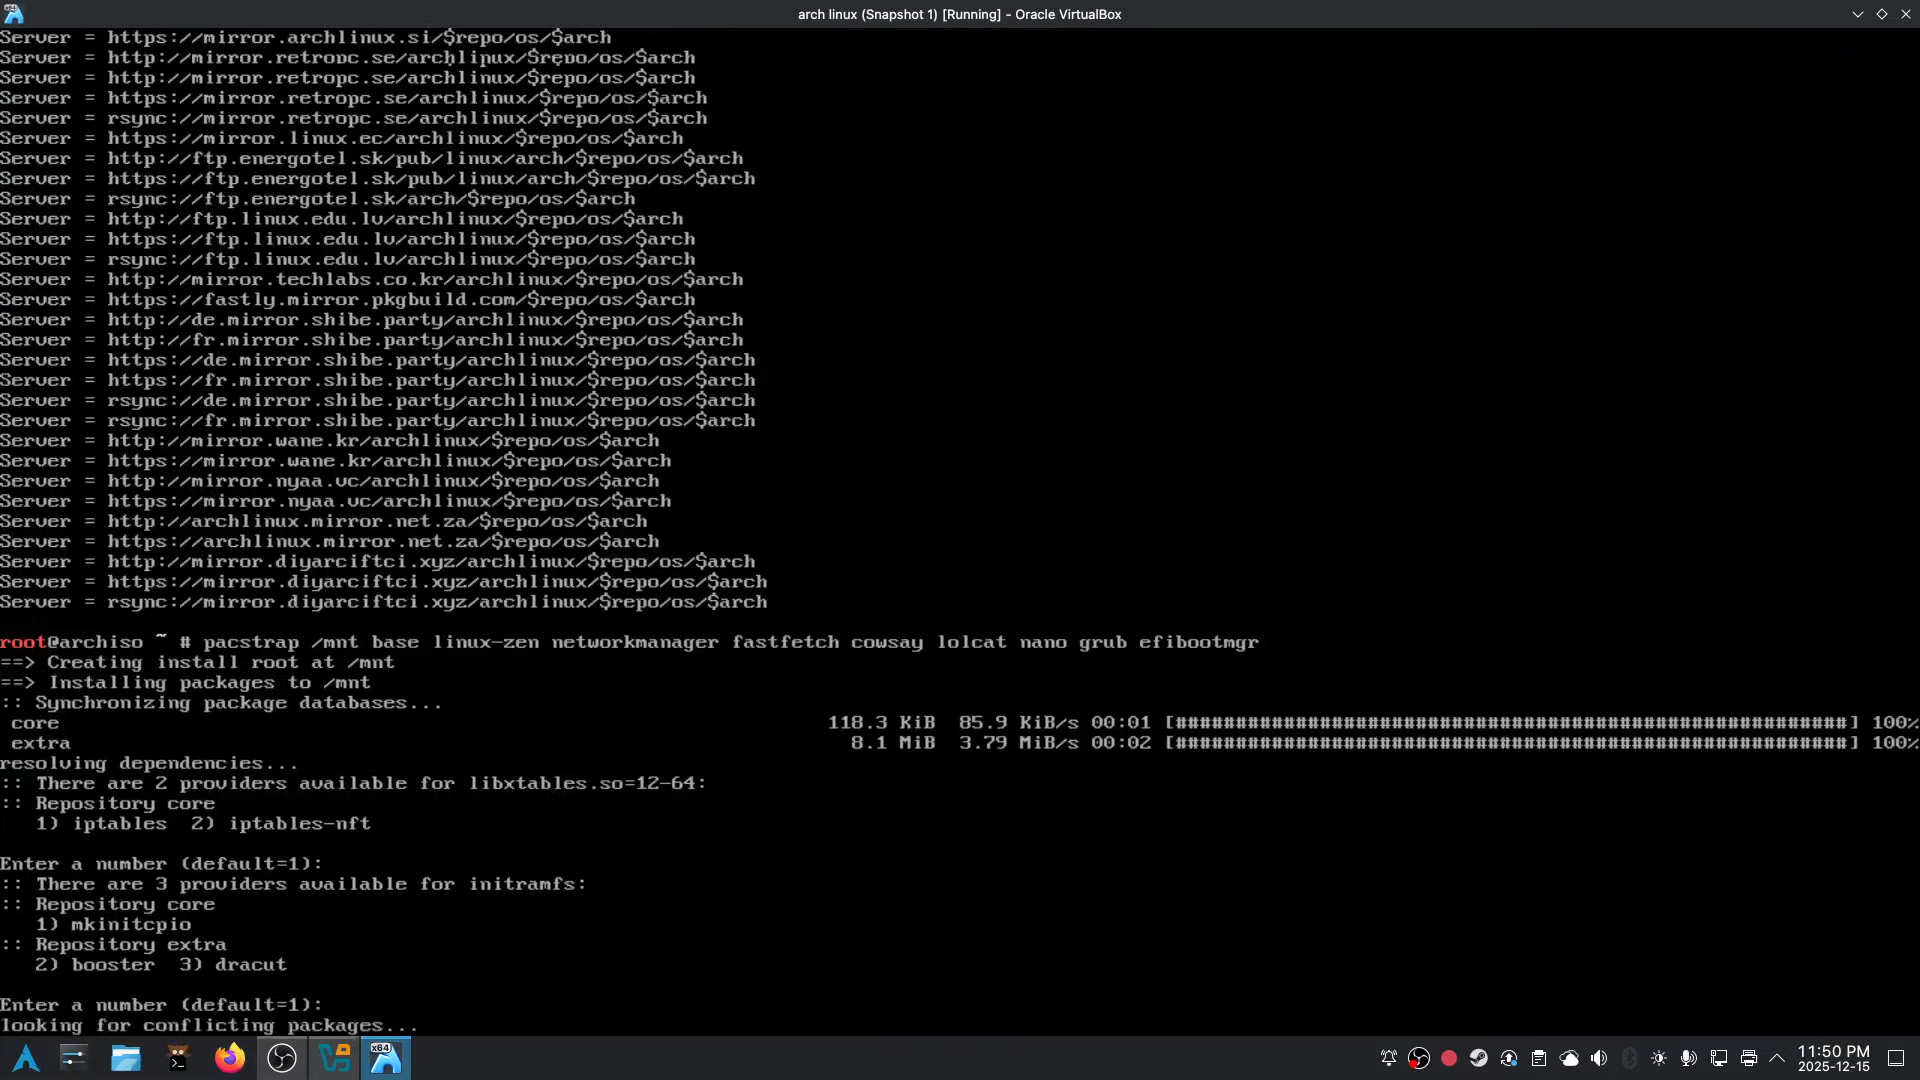 arch linux (Snapshot 1) [Running] - Oracle VirtualBox
Server = https://mirror.archlinux.si/$repo/os/$arch
Server = http://mirror.retropc.se/archlinux/$repo/os/$arch
Server = http://mirror.retropc.se/archlinux/$repo/os/$arch
Server = https://mirror.retropc.se/archlinux/$repo/os/$arch
Server = rsync://mirror.retropc.se/archlinux/$repo/os/$arch
Server = https://mirror.linux.ec/archlinux/$repo/os/$arch
Server = http://ftp.energotel.sk/pub/linux/arch/$repo/os/$arch
Server = https://ftp.energotel.sk/pub/linux/arch/$repo/os/$arch
Server = rsync://ftp.energotel.sk/arch/$repo/os/$arch
Server = http://ftp.linux.edu.lv/archlinux/$repo/os/$arch
Server = https://ftp.linux.edu.lv/archlinux/$repo/os/$arch
Server = rsync://ftp.linux.edu.lv/archlinux/$repo/os/$arch
Server = http://mirror.techlabs.co.kr/archlinux/$repo/os/$arch
Server = https://fastly.mirror.pkgbuild.com/$repo/os/$arch
Server = http://de.mirror.shibe.party/archlinux/$repo/os/$arch
Server = http://fr.mirror.shibe.party/archlinux/$repo/os/$arch
Server = https://de.mirror.shibe.party/archlinux/$repo/os/$arch
Server = https://fr.mirror.shibe.party/archlinux/$repo/os/$arch
Server = rsync://de.mirror.shibe.party/archlinux/$repo/os/$arch
Server = rsync://fr.mirror.shibe.party/archlinux/$repo/os/$arch
Server = http://mirror.wane.kr/archlinux/$repo/os/$arch
Server = https://mirror.wane.kr/archlinux/$repo/os/$arch
Server = http://mirror.nyaa.vc/archlinux/$repo/os/$arch
Server = https://mirror.nyaa.vc/archlinux/$repo/os/$arch
Server = http://archlinux.mirror.net.za/$repo/os/$arch
Server = https://archlinux.mirror.net.za/$repo/os/$arch
Server = http://mirror.diyarciftci.xyz/archlinux/$repo/os/$arch
Server = https://mirror.diyarciftci.xyz/archlinux/$repo/os/$arch
Server = rsync://mirror.diyarciftci.xyz/archlinux/$repo/os/$arch
root@archiso ~ # pacstrap /mnt base linux-zen networkmanager fastfetch cowsay lolcat nano grub efibootmgr
==> Creating install root at /mnt
==> Installing packages to /mnt
:: Synchronizing package databases...
core 118.3 KiB 85.9 KiB/s 00:01 [########################################################] 100%
extra 8.1 MiB 3.79 MiB/s 00:02 [########################################################] 100%
resolving dependencies...
:: There are 2 providers available for libxtables.so=12-64:
:: Repository core
1) iptables 2) iptables-nft
Enter a number (default=1):
:: There are 3 providers available for initramfs:
:: Repository core
1) mkinitcpio
:: Repository extra
2) booster 3) dracut
Enter a number (default=1):
looking for conflicting packages...
x64
11:50 PM
2025-12-15